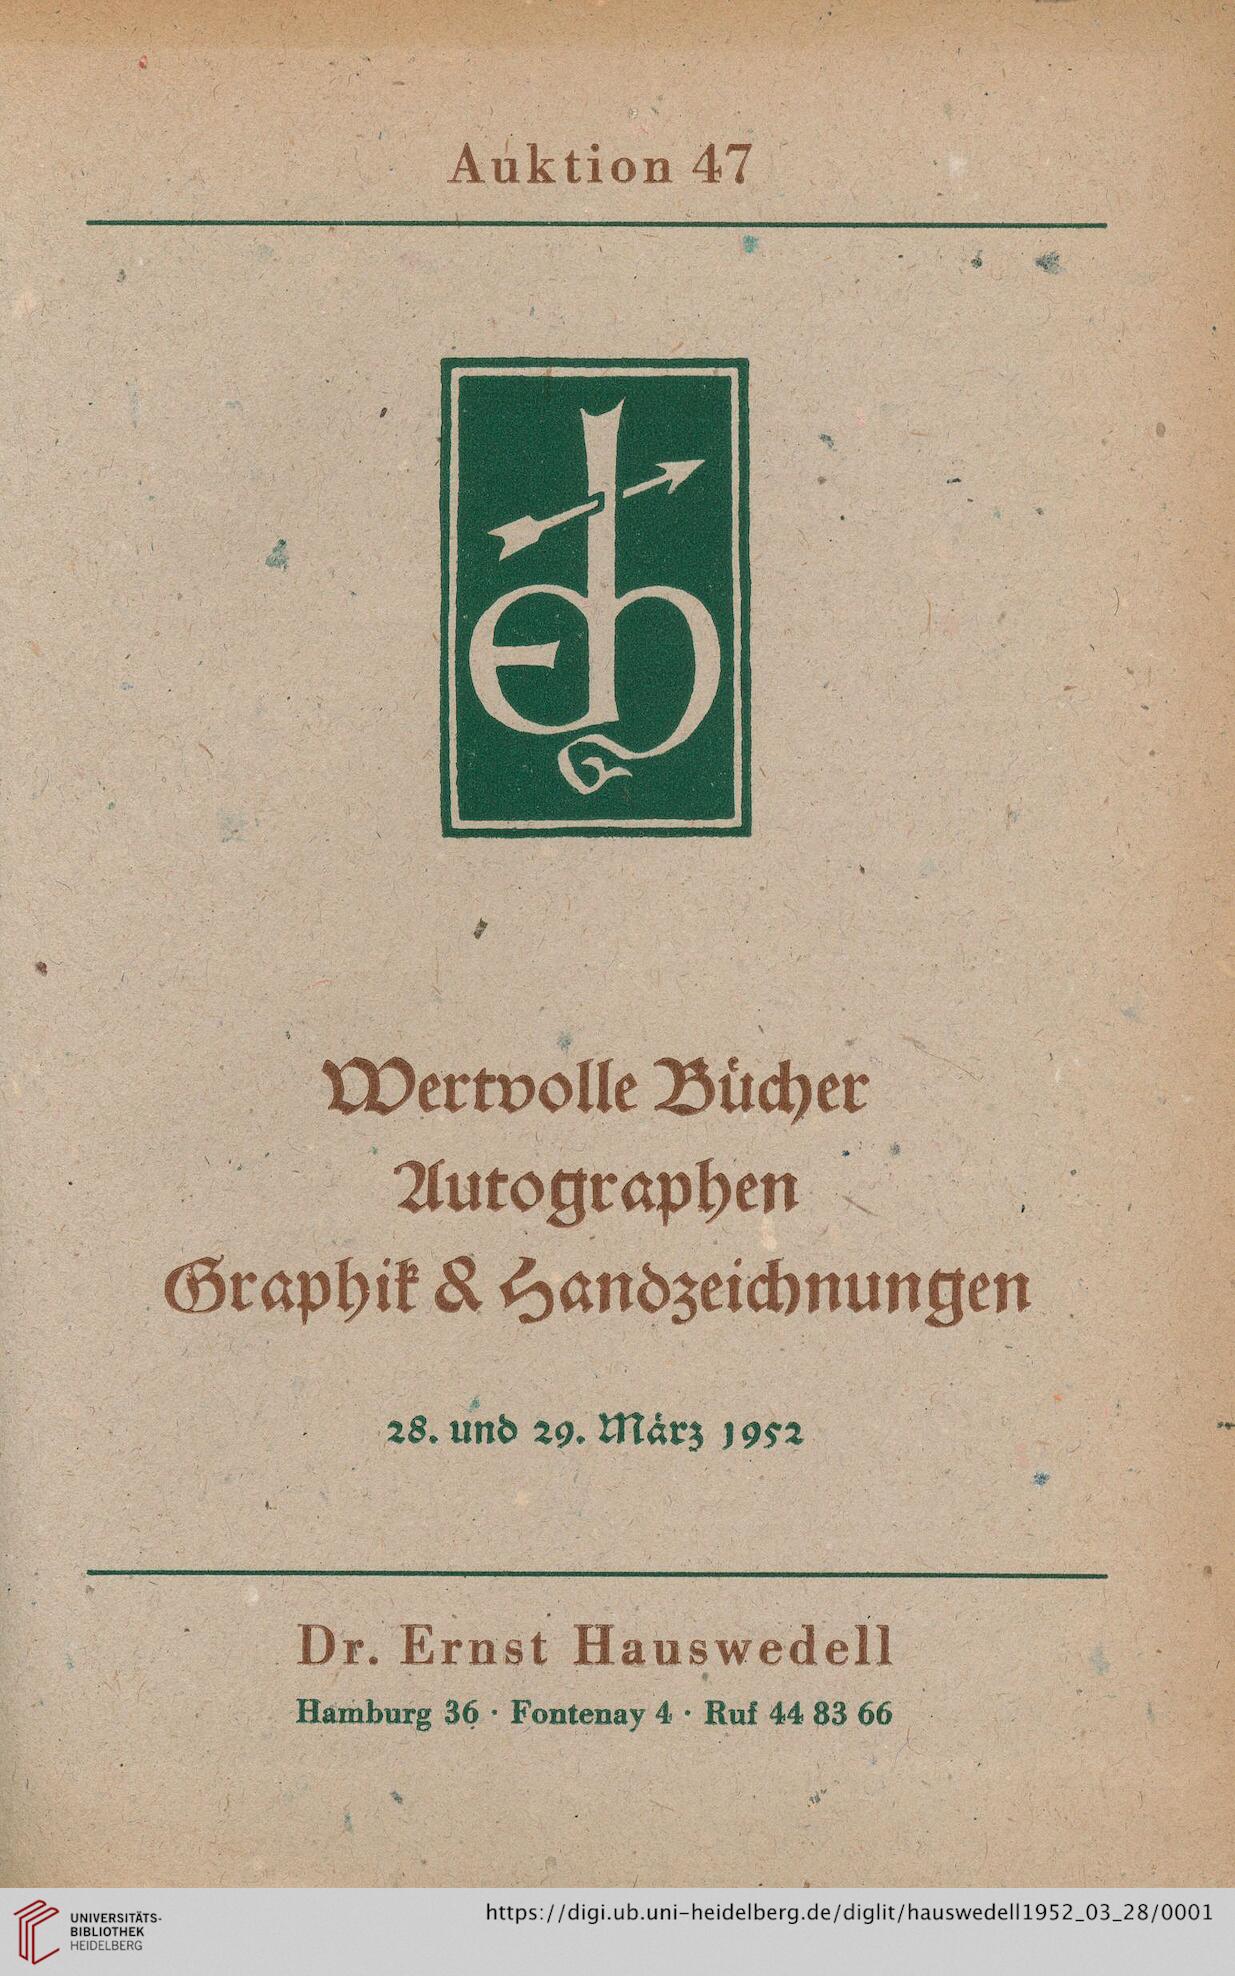 Auktion 47
eh
Wertvolle Bücher
Autographen
Graphik & Handzeichnungen
28. und 29. März 1952
Dr. Ernst Hauswedell
Hamburg 36 · Fontenay 4 · Ruf 44 83 66
UNIVERSITÄTS-
BIBLIOTHEK
HEIDELBERG
https://digi.ub.uni-heidelberg.de/diglit/hauswedell1952_03_28/0001